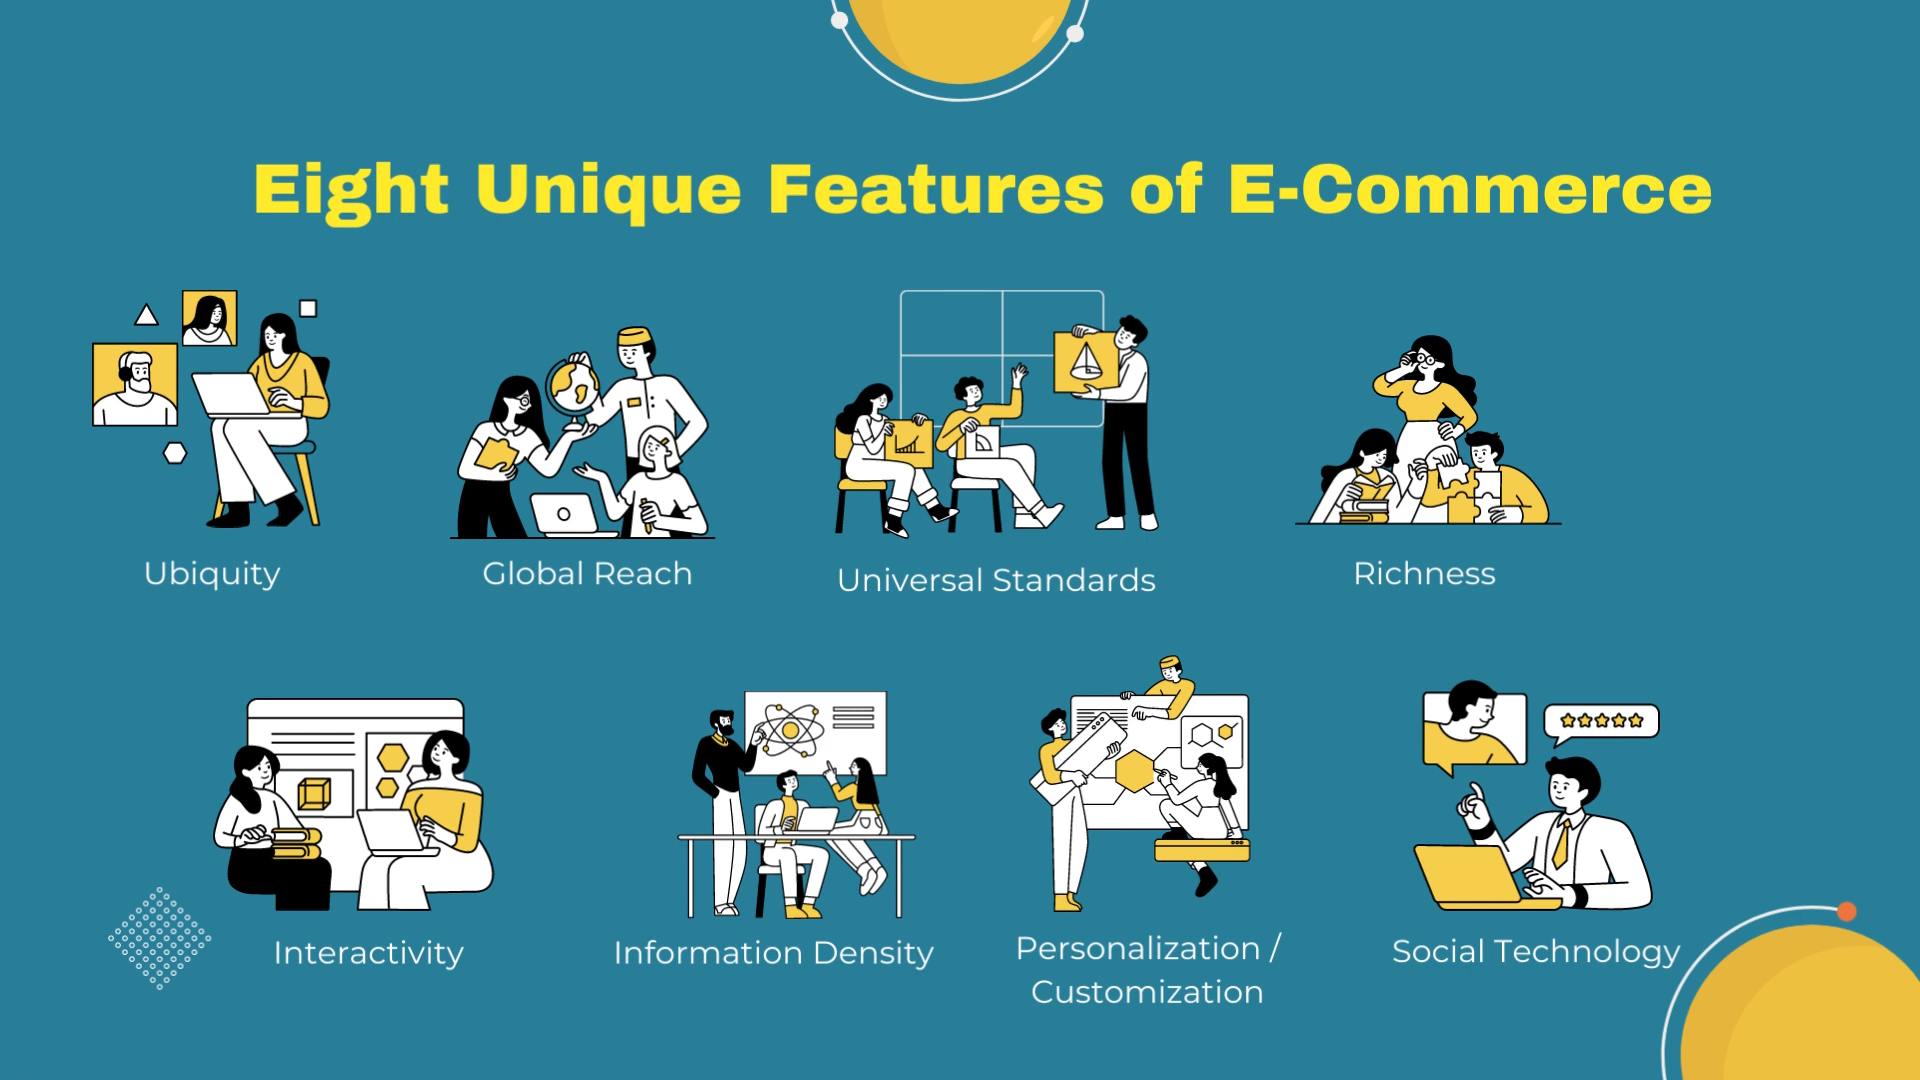 Eight Unique Features of E-Commerce
Ubiquity
Global Reach
Universal Standards
Richness
Interactivity
Information Density
Personalization /
Customization
Social Technology